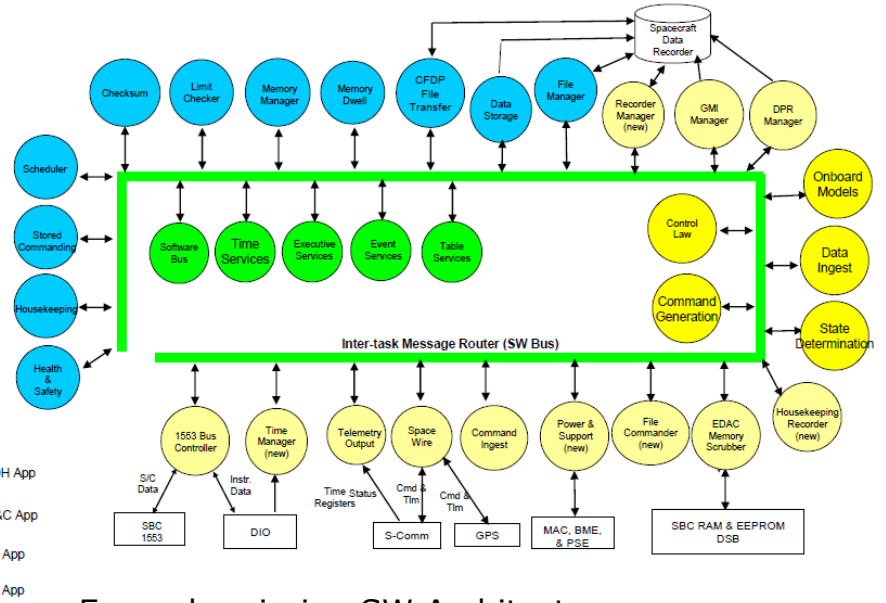 Spacecraft
Data
Recorder
Checksum
Limit
Checker
Memory
Manager
Memory
Dwell
CFDP
File
Transfer
Data
Storage
File
Manager
Recorder
Manager
(new)
GMI
Manager
DPR
Manager
Scheduler
Stored
Commanding
Housekeeping
Health
&
Safety
Software
Bus
Time
Services
Executive
Services
Event
Services
Table
Services
Control
Law
Command
Generation
Onboard
Models
Data
Ingest
State
Determination
Inter-task Message Router (SW Bus)
1553 Bus
Controller
Time
Manager
(new)
Telemetry
Output
Space
Wire
Command
Ingest
Power &
Support
(new)
File
Commander
(new)
EDAC
Memory
Scrubber
Housekeeping
Recorder
(new)
S/C
Data
Instr.
Data
Time Status
Registers
Cmd &
Tlm
Cmd &
Tlm
SBC
1553
DIO
S-Comm
GPS
MAC, BME,
& PSE
SBC RAM & EEPROM
DSB
H App
&C App
App
App